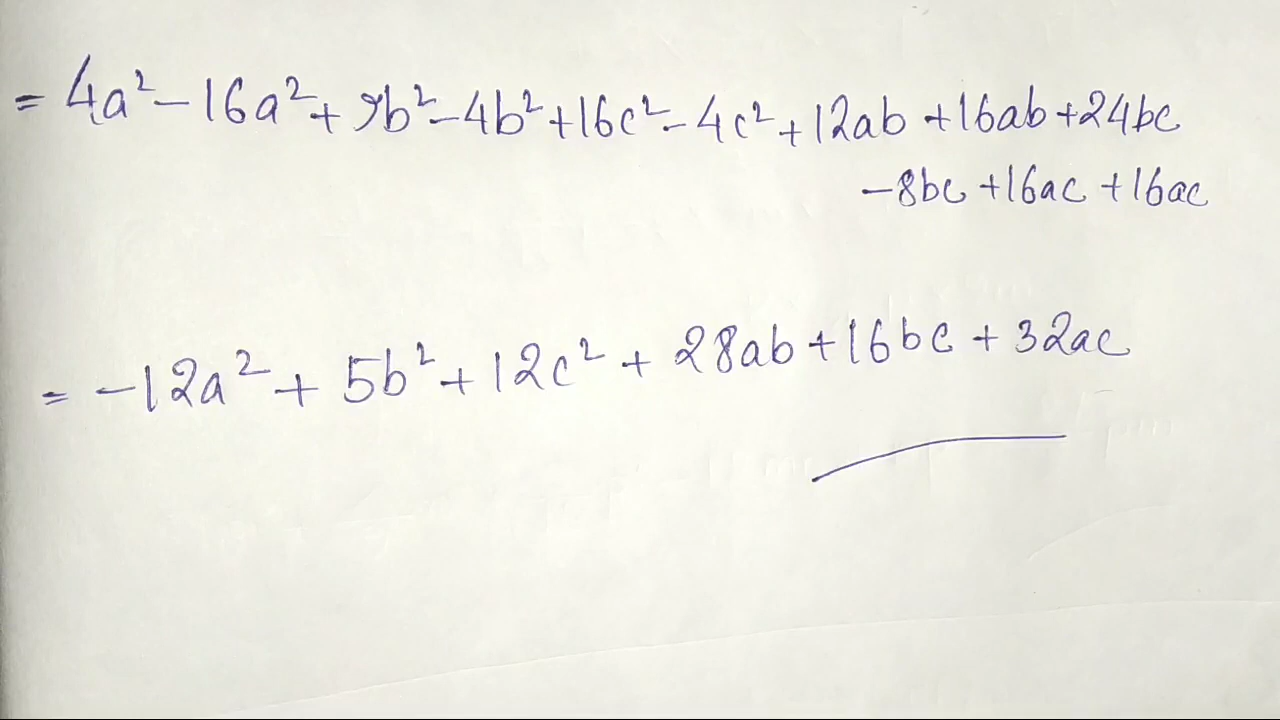 = 4a² - 16a² + 9b² - 4b² + 16c² - 4c² + 12ab + 16ab + 24bc
- 8bc + 16ac + 16ac
= -12a² + 5b² + 12c² + 28ab + 16bc + 32ac